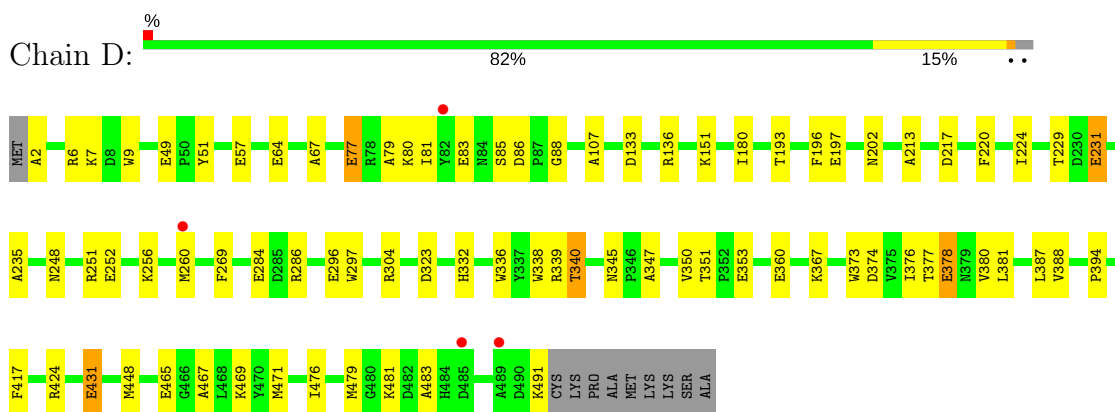 %
Chain D:
82% 15% • •
MET A2 R6 K7 D8 W9 E49 P50 Y51 E57 E64 A67 E77 R78 A79 K80 I81 Y82 E83 N84 S85 D86 P87 G88 A107 D133 R136 K151 I180 T193 F196 E197 N202 A213 D217 F220 I224 T229 D230 E231
A235 N248 R251 E252 K256 M260 F269 E284 D285 R286 E296 W297 R304 D323 H332 W336 Y337 W338 R339 T340 N345 P346 A347 V350 T351 P352 E353 E360 K367 W373 D374 V375 I376 T377 E378 N379 V380 L381 L387 V388 P394
F417 R424 E431 M448 E465 G466 A467 L468 K469 Y470 M471 I476 M479 G480 K481 D482 A483 H484 D485 A489 D490 K491 CYS LYS PRO ALA MET LYS LYS SER ALA